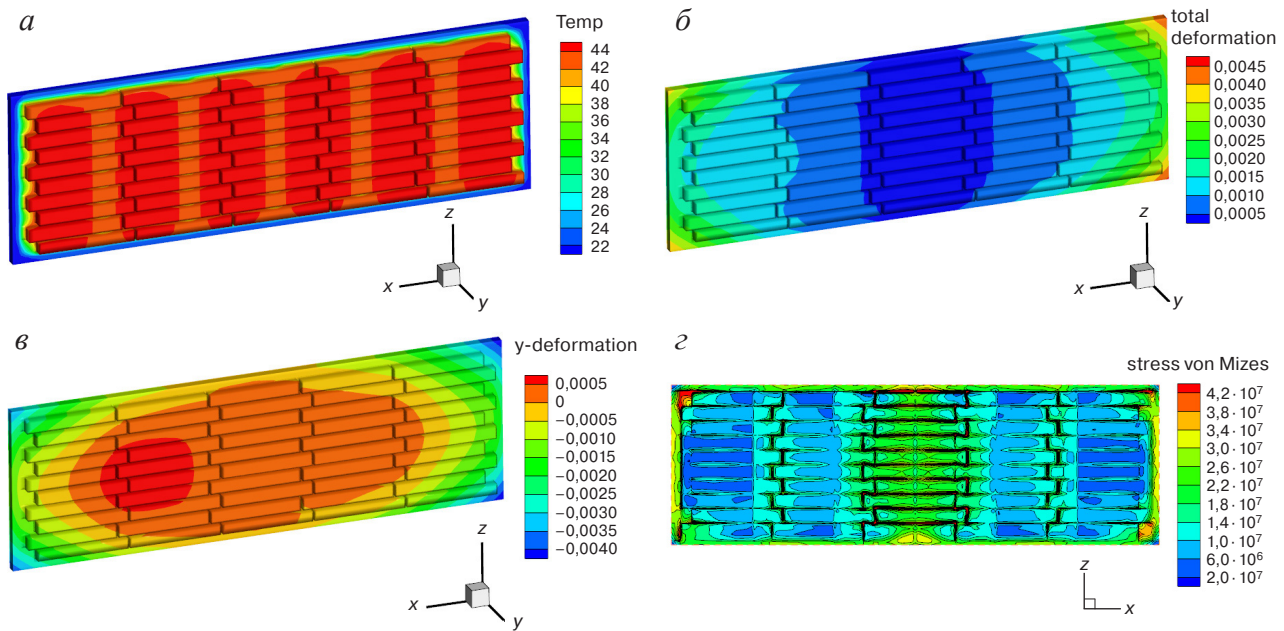 а
Temp
44
42
40
38
36
34
32
30
28
26
24
22
z
x
y
б
total
deformation
0,0045
0,0040
0,0035
0,0030
0,0025
0,0020
0,0015
0,0010
0,0005
z
x
y
в
y-deformation
0,0005
0
−0,0005
−0,0010
−0,0015
−0,0020
−0,0025
−0,0030
−0,0035
−0,0040
z
x
y
г
stress von Mizes
4,2 · 10⁷
3,8 · 10⁷
3,4 · 10⁷
3,0 · 10⁷
2,6 · 10⁷
2,2 · 10⁷
1,8 · 10⁷
1,4 · 10⁷
1,0 · 10⁷
6,0 · 10⁶
2,0 · 10⁷
z
x